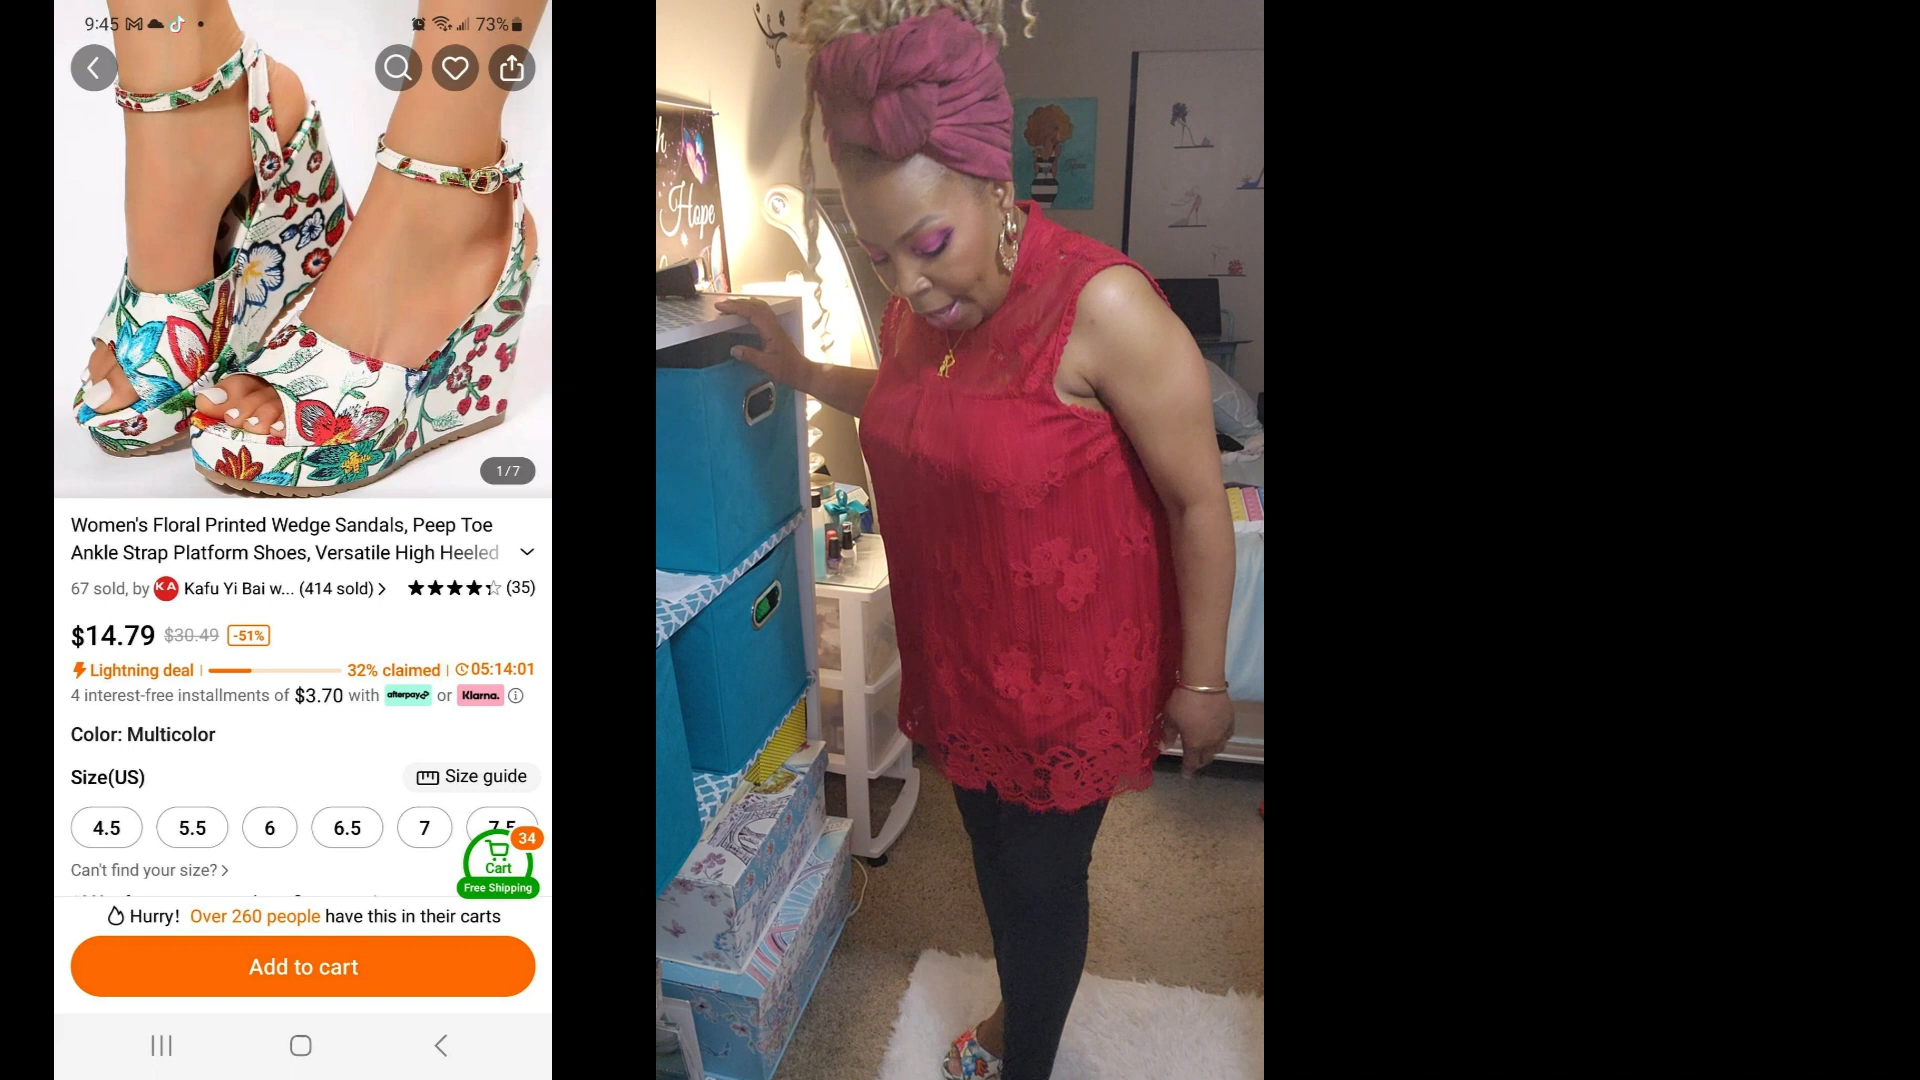 9:45
73%
1/7
Women's Floral Printed Wedge Sandals, Peep Toe
Ankle Strap Platform Shoes, Versatile High Heeled
67 sold, by KA Kafu Yi Bai w... (414 sold) > (35)
$14.79 $30.49 -51%
Lightning deal 32% claimed 05:14:01
4 interest-free installments of $3.70 with afterpay or Klarna.
Color: Multicolor
Size(US) Size guide
4.5 5.5 6 6.5 7 7.5
34
Cart
Can't find your size? >
Free Shipping
Hurry! Over 260 people have this in their carts
Add to cart
Hope